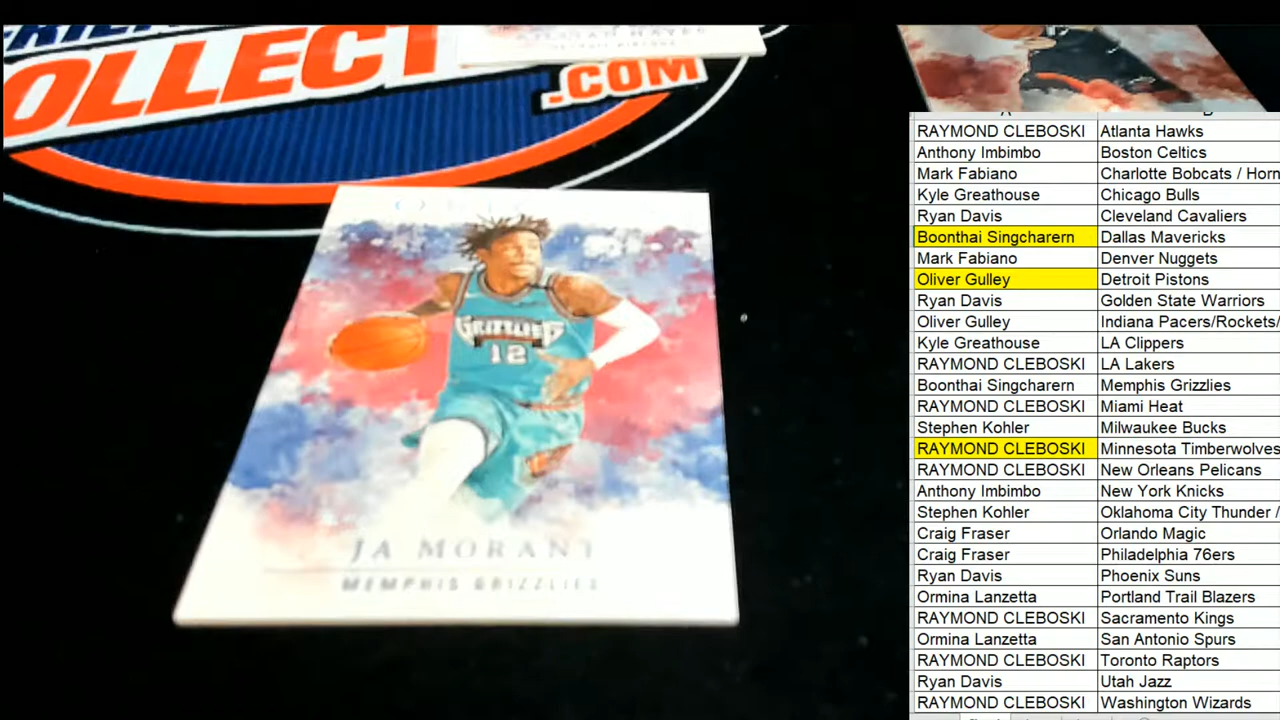 COLLECT
.COM
HAYES
GRIZZLIES
12
JA MORANT
MEMPHIS GRIZZLIES
RAYMOND CLEBOSKI Atlanta Hawks
Anthony Imbimbo Boston Celtics
Mark Fabiano Charlotte Bobcats / Horn
Kyle Greathouse Chicago Bulls
Ryan Davis Cleveland Cavaliers
Boonthai Singcharern Dallas Mavericks
Mark Fabiano Denver Nuggets
Oliver Gulley Detroit Pistons
Ryan Davis Golden State Warriors
Oliver Gulley Indiana Pacers/Rockets/
Kyle Greathouse LA Clippers
RAYMOND CLEBOSKI LA Lakers
Boonthai Singcharern Memphis Grizzlies
RAYMOND CLEBOSKI Miami Heat
Stephen Kohler Milwaukee Bucks
RAYMOND CLEBOSKI Minnesota Timberwolves
RAYMOND CLEBOSKI New Orleans Pelicans
Anthony Imbimbo New York Knicks
Stephen Kohler Oklahoma City Thunder /
Craig Fraser Orlando Magic
Craig Fraser Philadelphia 76ers
Ryan Davis Phoenix Suns
Ormina Lanzetta Portland Trail Blazers
RAYMOND CLEBOSKI Sacramento Kings
Ormina Lanzetta San Antonio Spurs
RAYMOND CLEBOSKI Toronto Raptors
Ryan Davis Utah Jazz
RAYMOND CLEBOSKI Washington Wizards